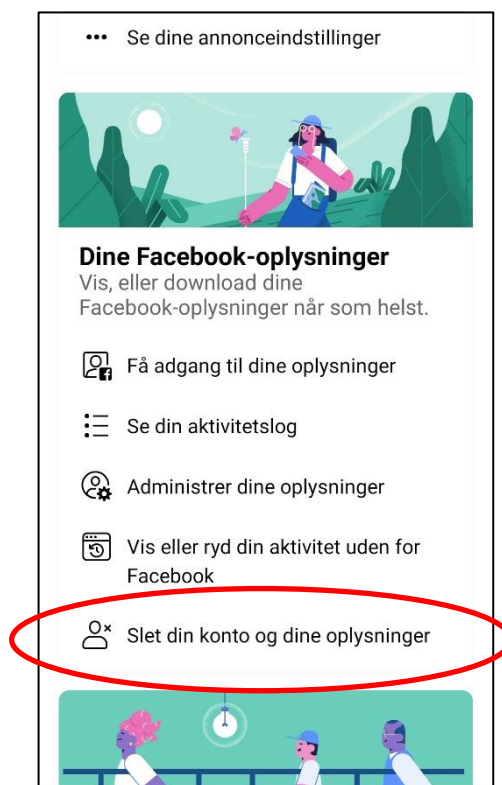 Se dine annonceindstillinger
Dine Facebook-oplysninger
Vis, eller download dine
Facebook-oplysninger når som helst.
Få adgang til dine oplysninger
Se din aktivitetslog
Administrer dine oplysninger
Vis eller ryd din aktivitet uden for
Facebook
Slet din konto og dine oplysninger